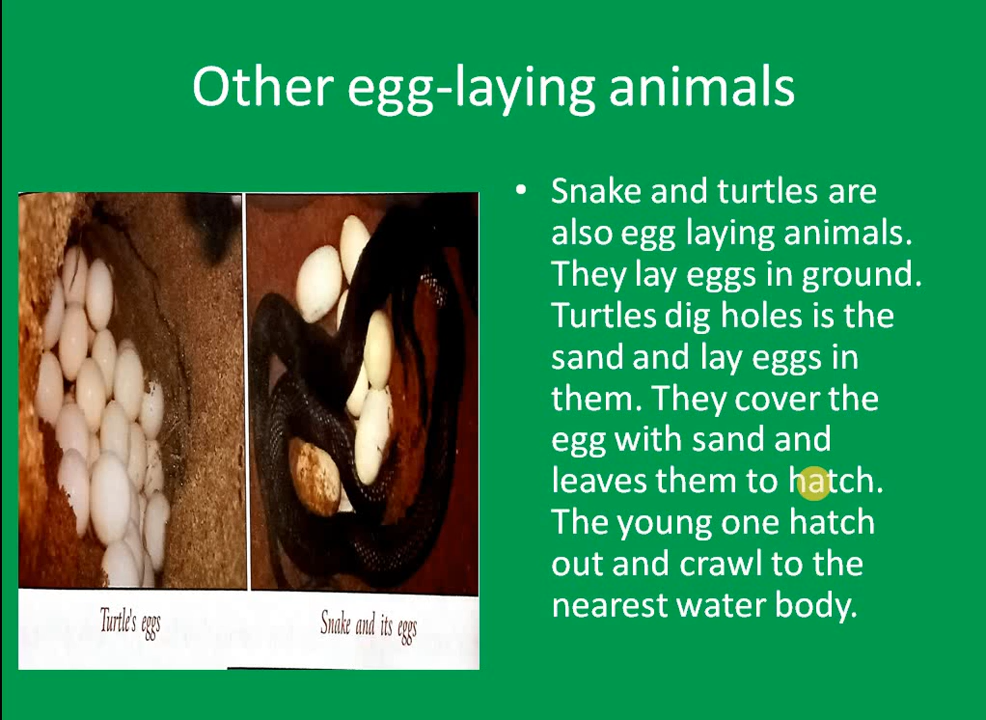 Other egg-laying animals
• Snake and turtles are
also egg laying animals.
They lay eggs in ground.
Turtles dig holes is the
sand and lay eggs in
them. They cover the
egg with sand and
leaves them to hatch.
The young one hatch
out and crawl to the
nearest water body.
Turtle's eggs
Snake and its eggs